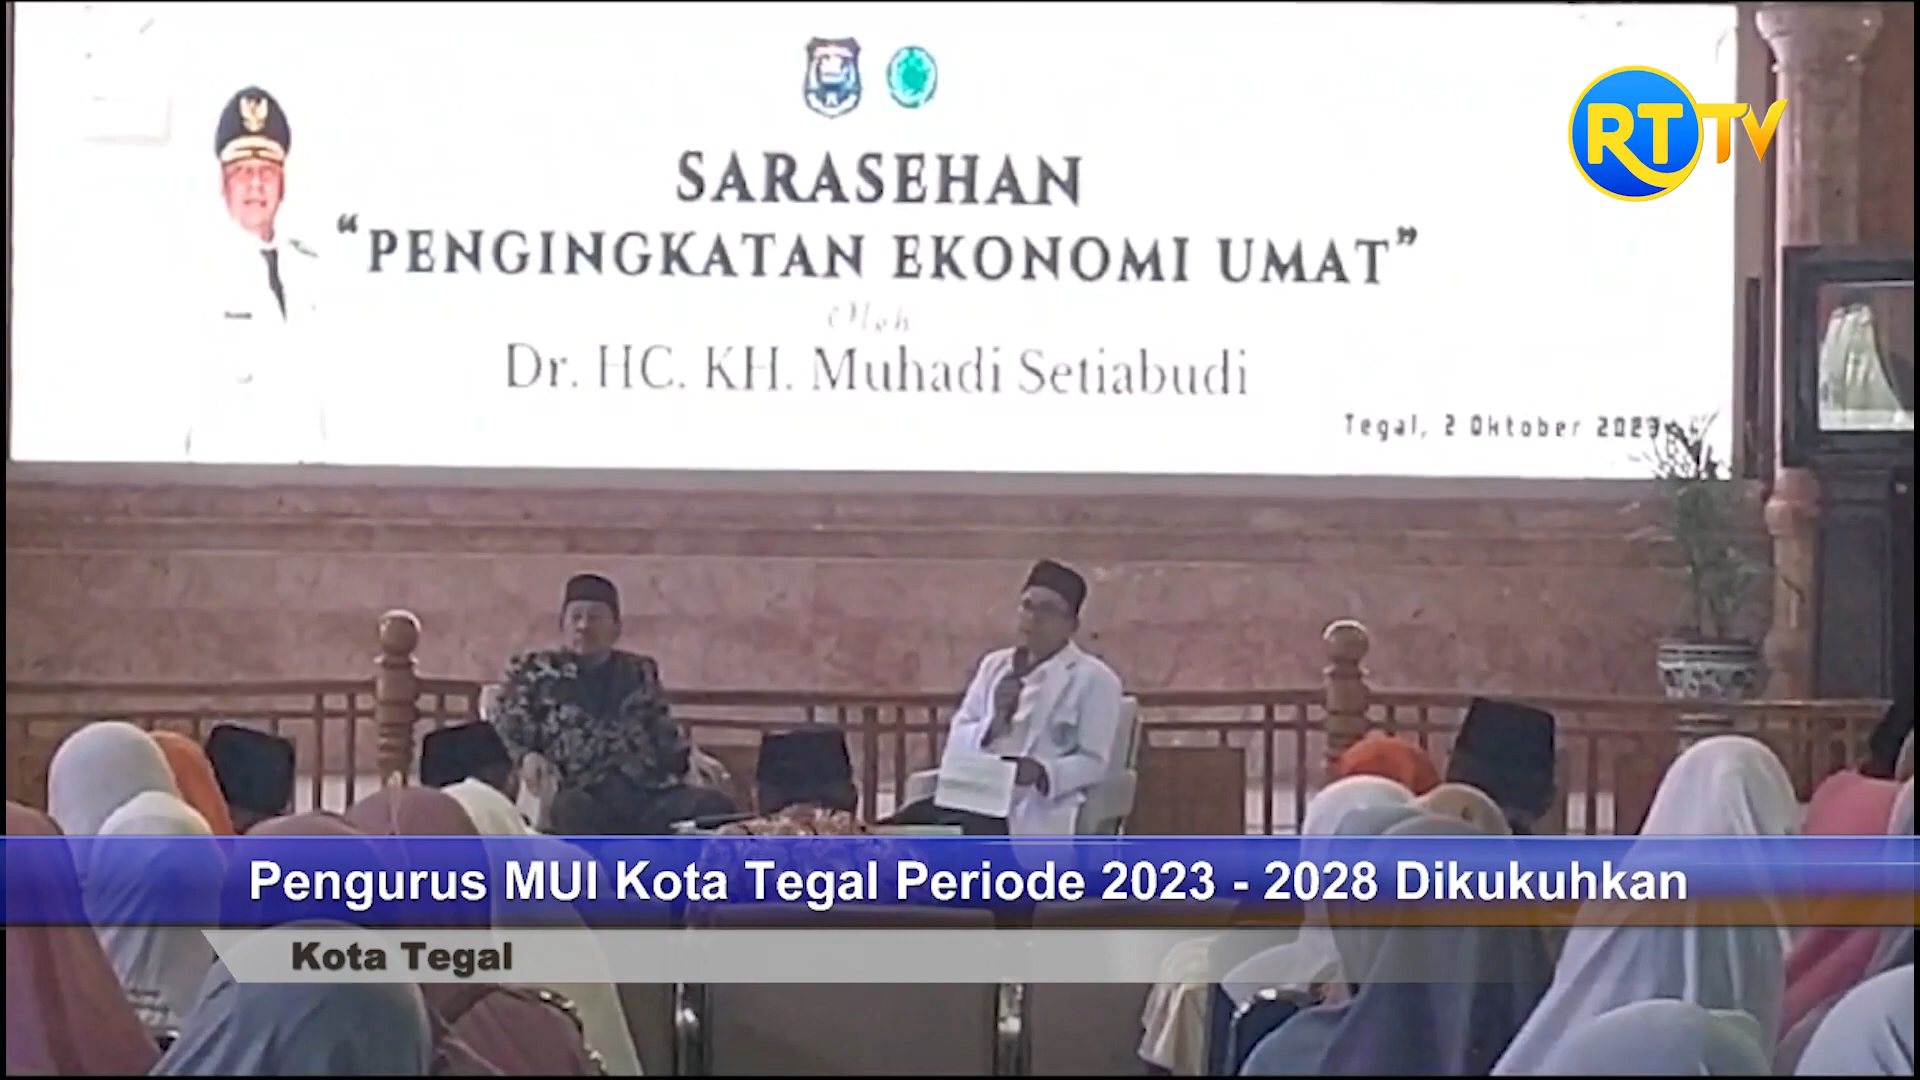 SARASEHAN
“PENGINGKATAN EKONOMI UMAT”
Oleh
Dr. HC. KH. Muhadi Setiabudi
Tegal, 2 Oktober 2023
RTTV
Pengurus MUI Kota Tegal Periode 2023 - 2028 Dikukuhkan
Kota Tegal